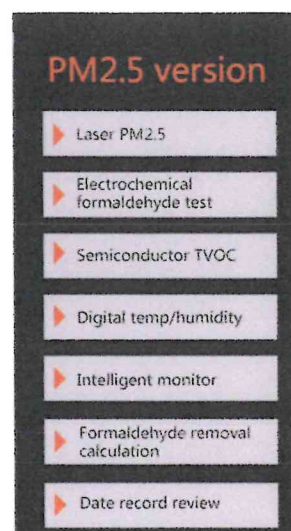 PM2.5 version
Laser PM2.5
Electrochemical
formaldehyde test
Semiconductor TVOC
Digital temp/humidity
Intelligent monitor
Formaldehyde removal
calculation
Date record review